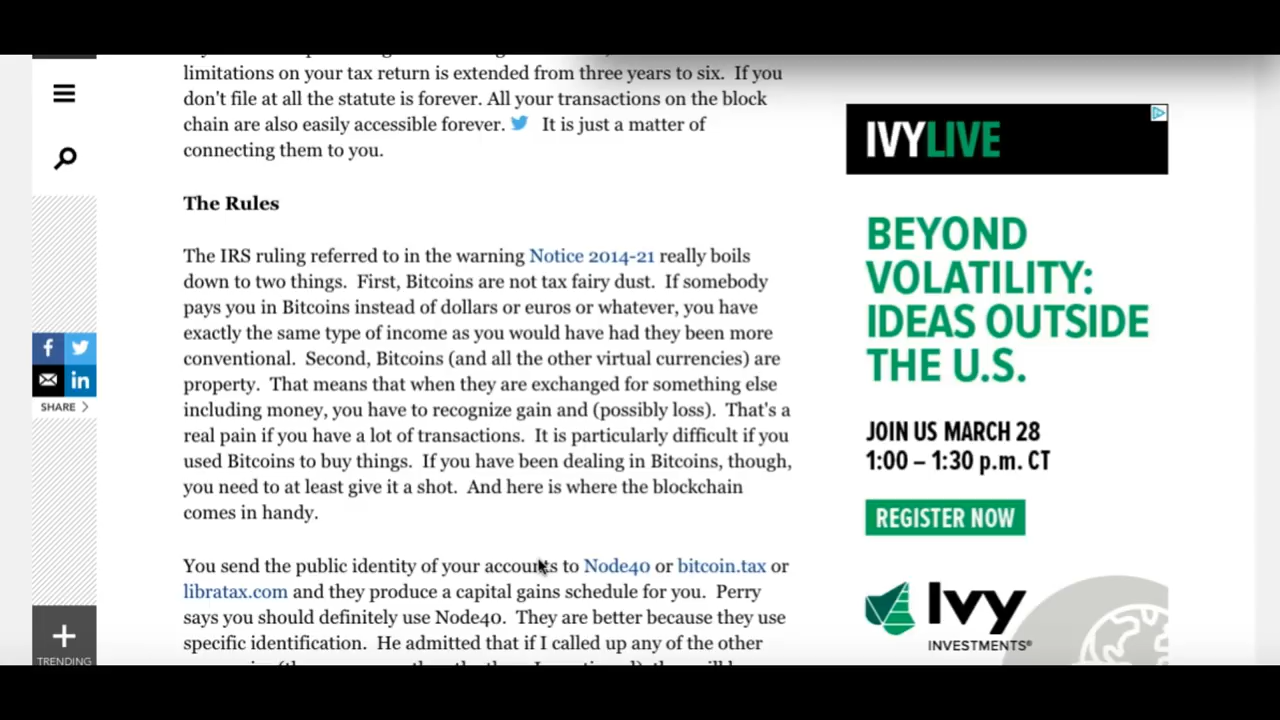 limitations on your tax return is extended from three years to six.  If you
don't file at all the statute is forever. All your transactions on the block
chain are also easily accessible forever.  It is just a matter of
connecting them to you.
The Rules
The IRS ruling referred to in the warning Notice 2014-21 really boils
down to two things.  First, Bitcoins are not tax fairy dust.  If somebody
pays you in Bitcoins instead of dollars or euros or whatever, you have
exactly the same type of income as you would have had they been more
conventional.  Second, Bitcoins (and all the other virtual currencies) are
property.  That means that when they are exchanged for something else
including money, you have to recognize gain and (possibly loss).  That's a
real pain if you have a lot of transactions.  It is particularly difficult if you
used Bitcoins to buy things.  If you have been dealing in Bitcoins, though,
you need to at least give it a shot.  And here is where the blockchain
comes in handy.
You send the public identity of your accounts to Node40 or bitcoin.tax or
libratax.com and they produce a capital gains schedule for you.  Perry
says you should definitely use Node40.  They are better because they use
specific identification.  He admitted that if I called up any of the other
SHARE
TRENDING
IVYLIVE
BEYOND
VOLATILITY:
IDEAS OUTSIDE
THE U.S.
JOIN US MARCH 28
1:00 – 1:30 p.m. CT
REGISTER NOW
Ivy
INVESTMENTS®